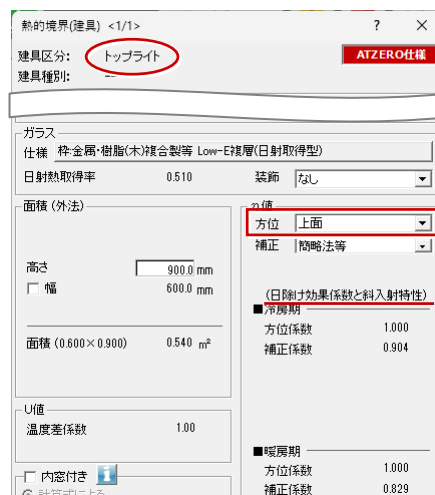 熱的境界(建具) <1/1> ? ×
建具区分: トップライト ATZERO仕様
建具種別: --
ガラス
仕様 枠:金属・樹脂(木)複合製等 Low-E複層(日射取得型)
日射熱取得率 0.510 装飾 なし
面積 (外法) η値
方位 上面
補正 簡略法等
高さ 900.0 mm
幅 600.0 mm
(日除け効果係数と斜入射特性)
■冷房期
方位係数 1.000
面積 (0.600×0.900) 0.540 m² 補正係数 0.904
U値
温度差係数 1.00
■暖房期
方位係数 1.000
内窓付き i
補正係数 0.829
計算式による